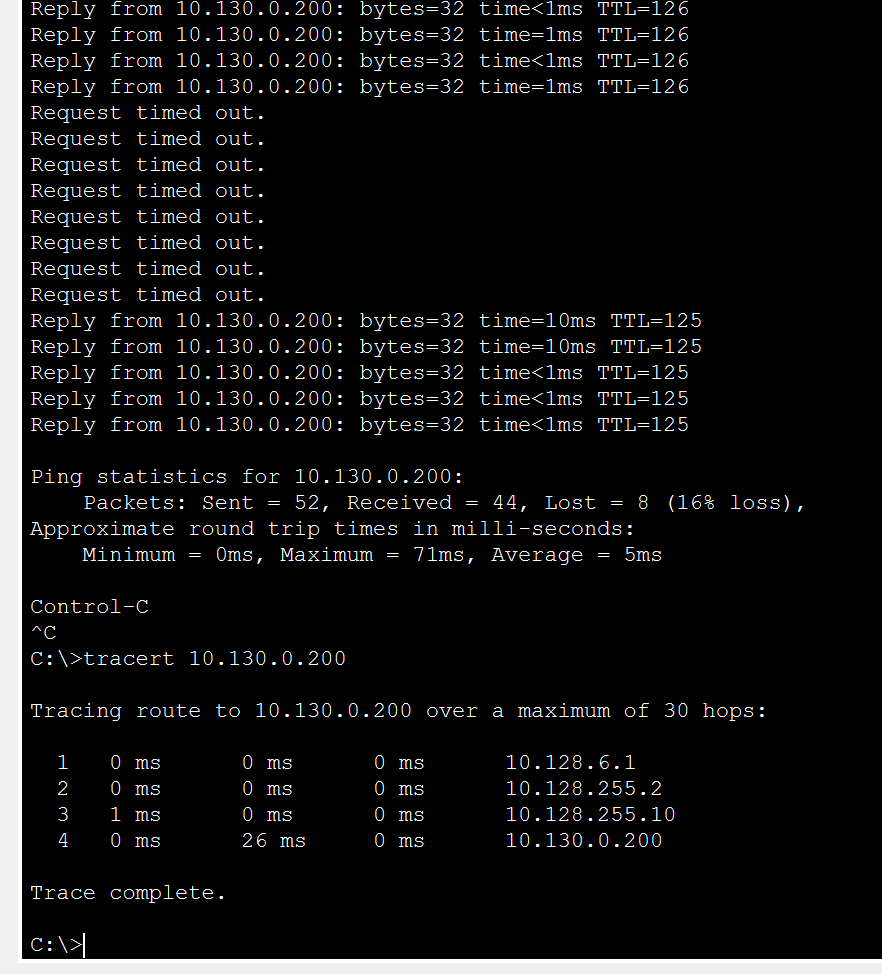 Reply from 10.130.0.200: bytes=32 time<1ms TTL=126
Reply from 10.130.0.200: bytes=32 time=1ms TTL=126
Reply from 10.130.0.200: bytes=32 time<1ms TTL=126
Reply from 10.130.0.200: bytes=32 time=1ms TTL=126
Request timed out.
Request timed out.
Request timed out.
Request timed out.
Request timed out.
Request timed out.
Request timed out.
Request timed out.
Reply from 10.130.0.200: bytes=32 time=10ms TTL=125
Reply from 10.130.0.200: bytes=32 time=10ms TTL=125
Reply from 10.130.0.200: bytes=32 time<1ms TTL=125
Reply from 10.130.0.200: bytes=32 time<1ms TTL=125
Reply from 10.130.0.200: bytes=32 time<1ms TTL=125
Ping statistics for 10.130.0.200:
Packets: Sent = 52, Received = 44, Lost = 8 (16% loss),
Approximate round trip times in milli-seconds:
Minimum = 0ms, Maximum = 71ms, Average = 5ms
Control-C
^C
C:\>tracert 10.130.0.200
Tracing route to 10.130.0.200 over a maximum of 30 hops:
1 0 ms 0 ms 0 ms 10.128.6.1
2 0 ms 0 ms 0 ms 10.128.255.2
3 1 ms 0 ms 0 ms 10.128.255.10
4 0 ms 26 ms 0 ms 10.130.0.200
Trace complete.
C:\>